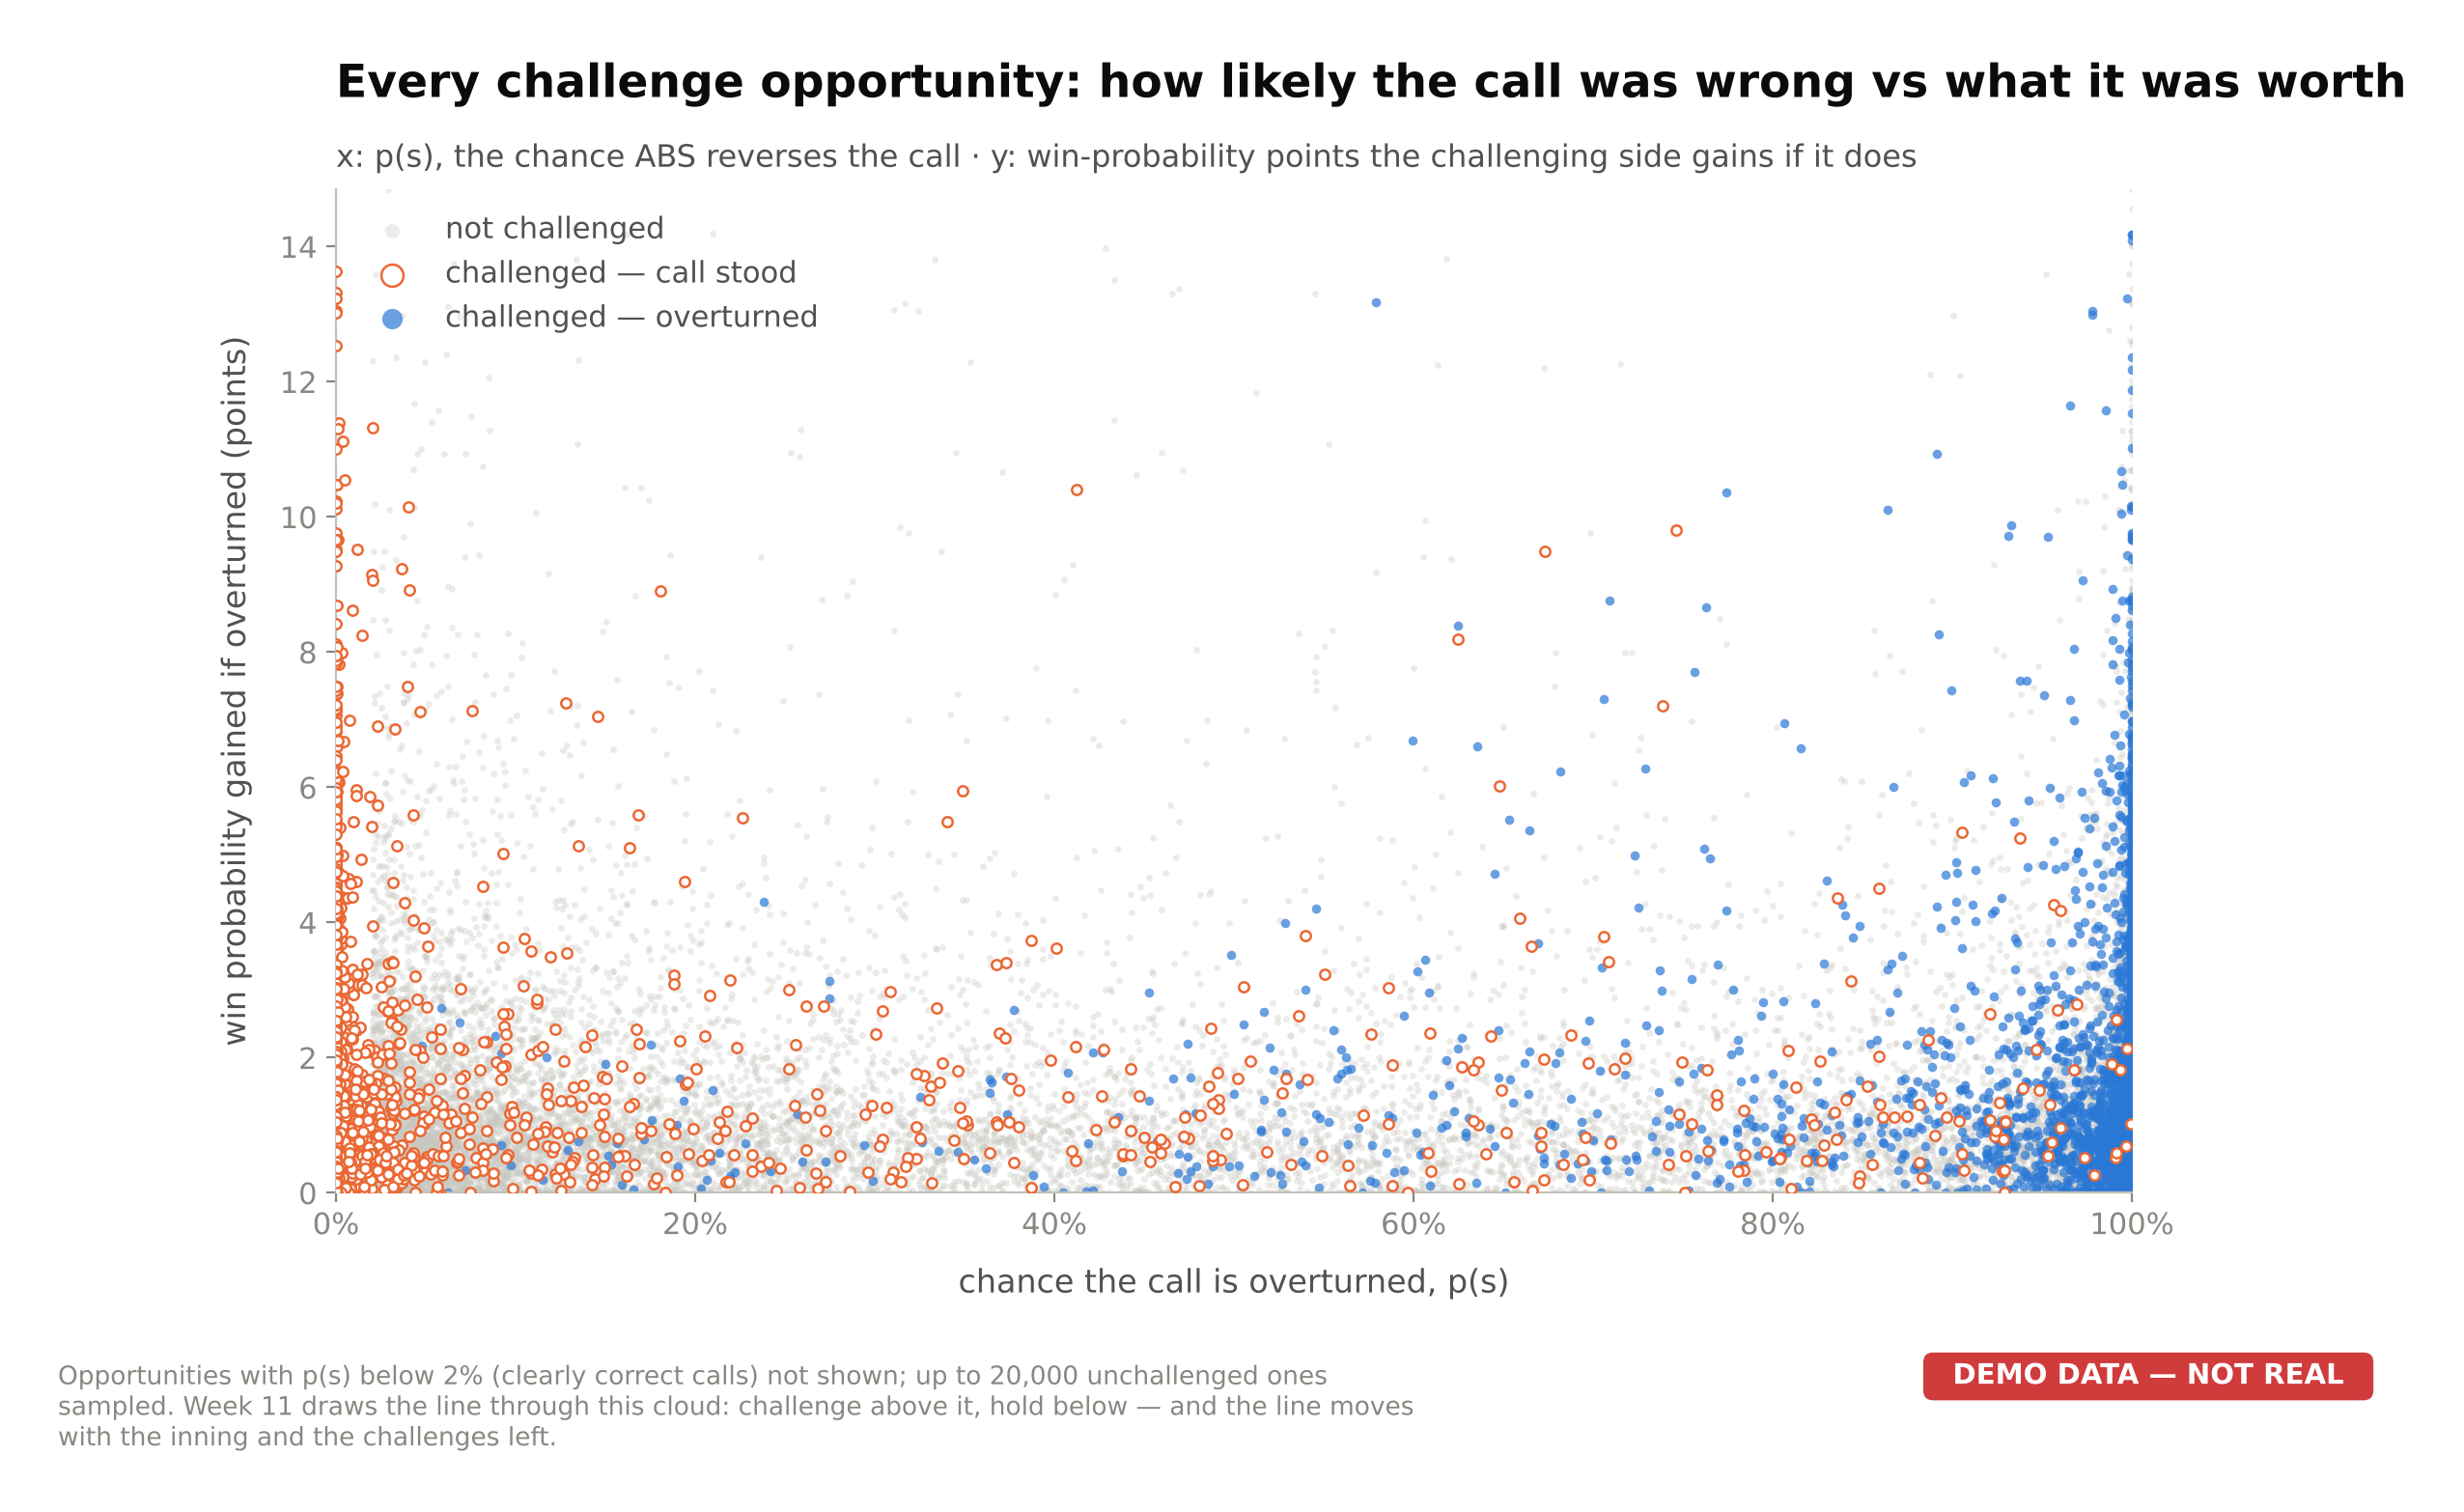 Every challenge opportunity: how likely the call was wrong vs what it was worth
x: p(s), the chance ABS reverses the call · y: win-probability points the challenging side gains if it does
not challenged
challenged — call stood
challenged — overturned
win probability gained if overturned (points)
14
12
10
8
6
4
2
0
0%
20%
40%
60%
80%
100%
chance the call is overturned, p(s)
Opportunities with p(s) below 2% (clearly correct calls) not shown; up to 20,000 unchallenged ones
sampled. Week 11 draws the line through this cloud: challenge above it, hold below — and the line moves
with the inning and the challenges left.
DEMO DATA — NOT REAL